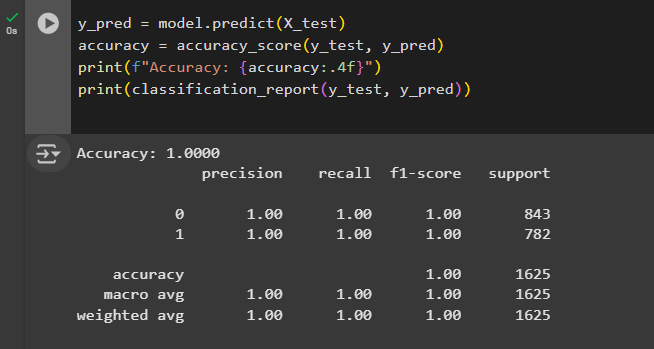 0s
y_pred = model.predict(X_test)
accuracy = accuracy_score(y_test, y_pred)
print(f"Accuracy: {accuracy:.4f}")
print(classification_report(y_test, y_pred))
Accuracy: 1.0000
precision recall f1-score support
0 1.00 1.00 1.00 843
1 1.00 1.00 1.00 782
accuracy 1.00 1625
macro avg 1.00 1.00 1.00 1625
weighted avg 1.00 1.00 1.00 1625